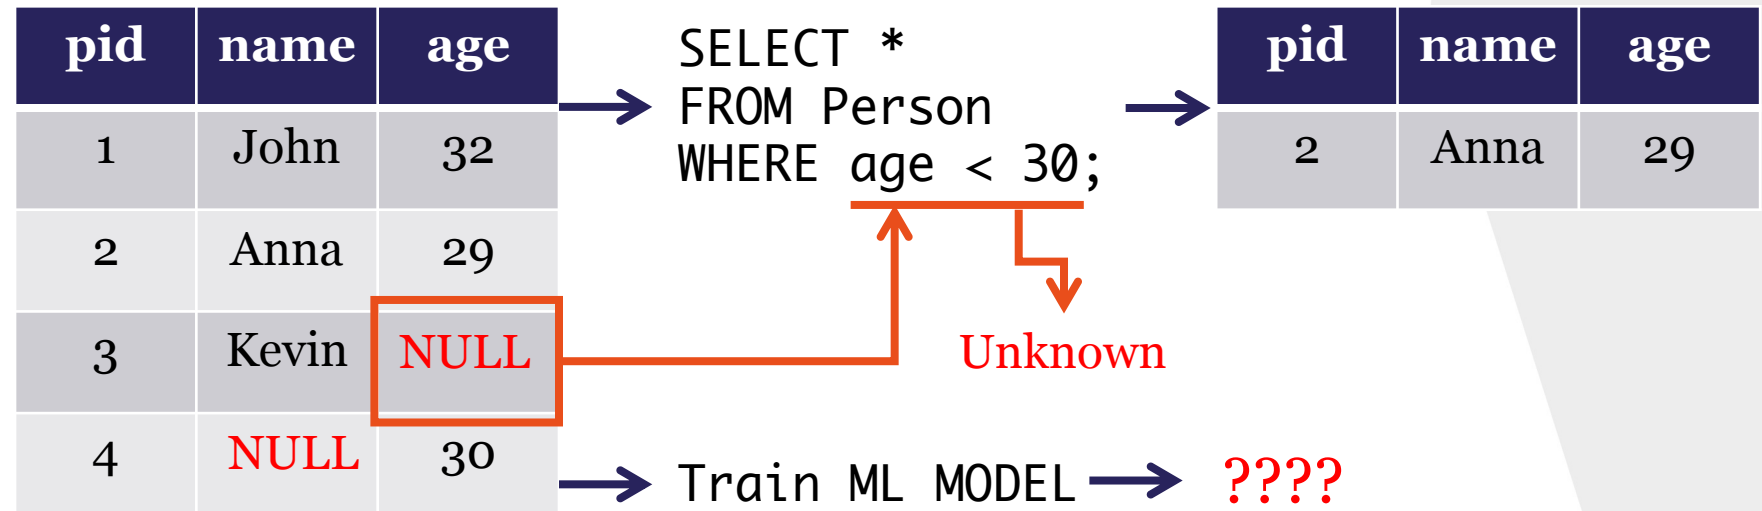 pid name age
1 John 32
2 Anna 29
3 Kevin NULL
4 NULL 30
SELECT *
FROM Person
WHERE age < 30;
Unknown
Train ML MODEL
????
pid name age
2 Anna 29